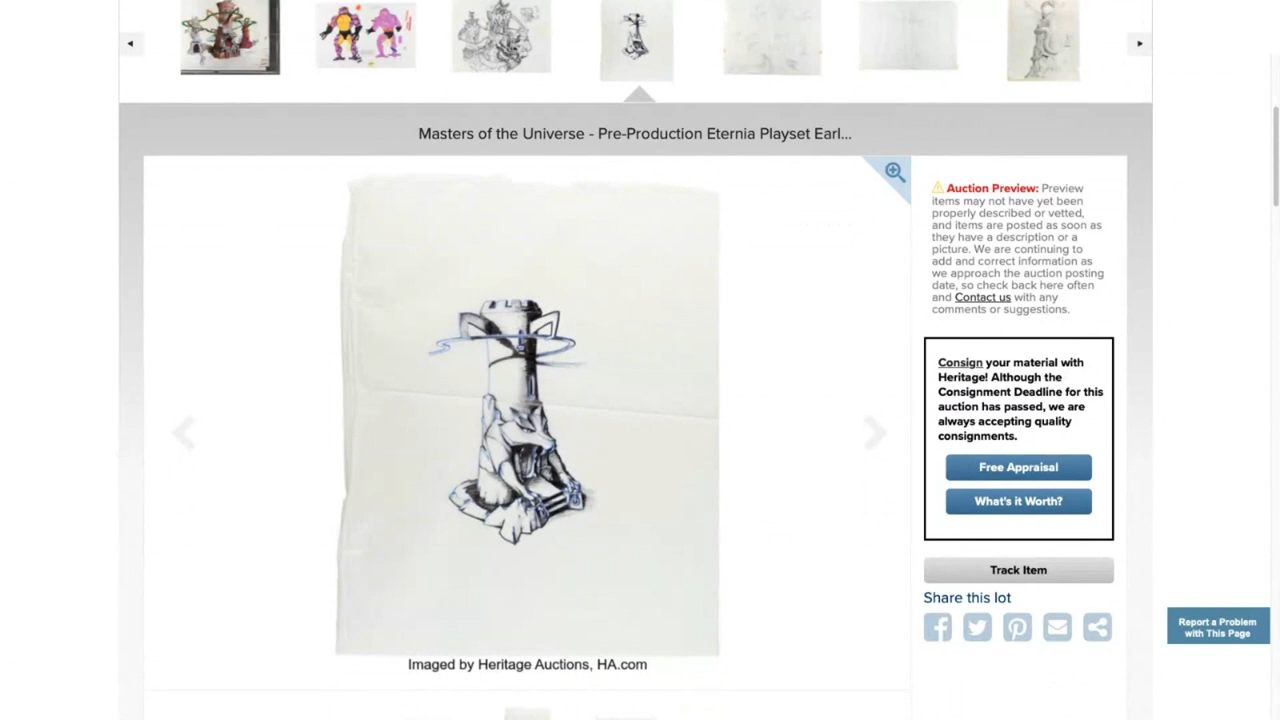 Masters of the Universe - Pre-Production Eternia Playset Earl...
Auction Preview: Preview
items may not have yet been
properly described or vetted,
and items are posted as soon as
they have a description or a
picture. We are continuing to
add and correct information as
we approach the auction posting
date, so check back here often
and Contact us with any
comments or suggestions.
Consign your material with
Heritage! Although the
Consignment Deadline for this
auction has passed, we are
always accepting quality
consignments.
Free Appraisal
What's it Worth?
Track Item
Share this lot
Report a Problem
with This Page
Imaged by Heritage Auctions, HA.com